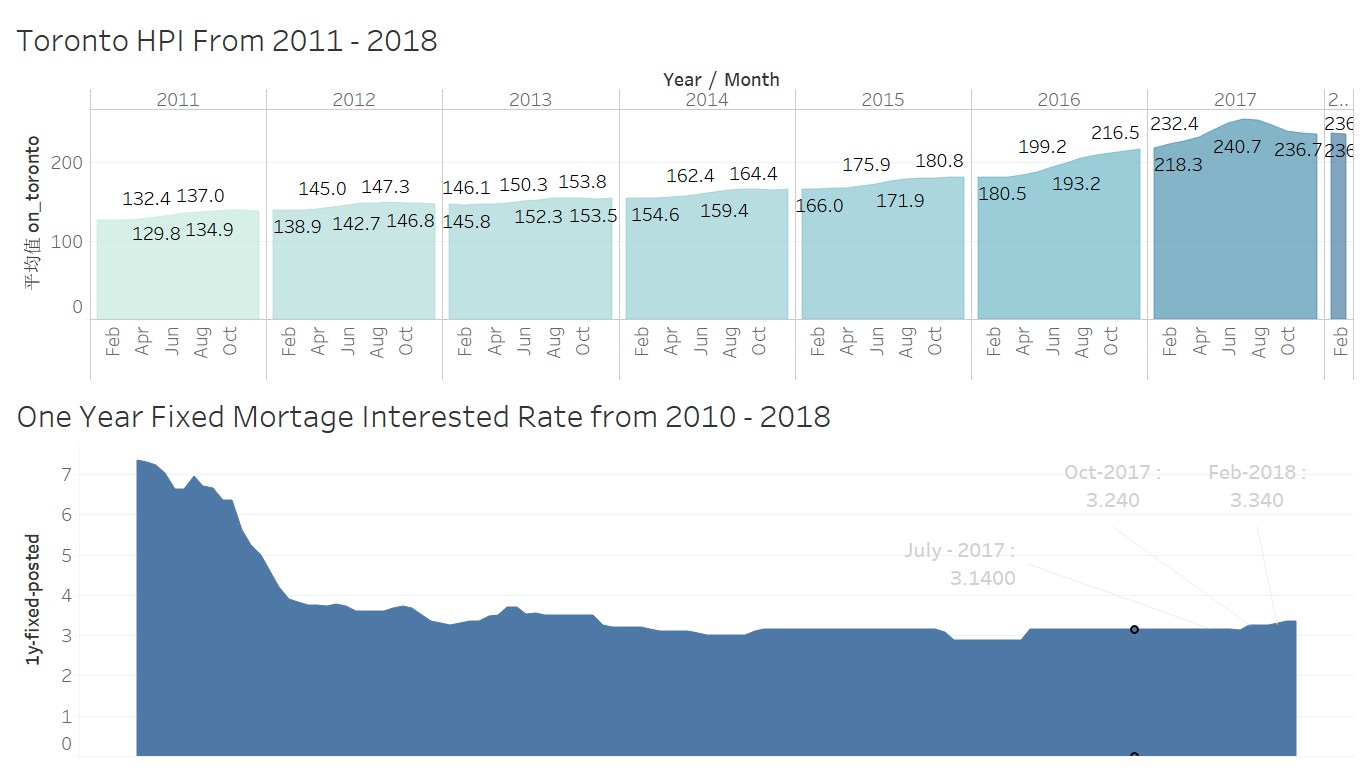 Toronto HPI From 2011 - 2018
Year / Month
2011 2012 2013 2014 2015 2016 2017 2..
平均值 on_toronto
200
100
0
132.4 137.0 145.0 147.3 146.1 150.3 153.8 162.4 164.4 175.9 180.8 199.2 216.5 232.4 236
129.8 134.9 138.9 142.7 146.8 145.8 152.3 153.5 154.6 159.4 166.0 171.9 180.5 193.2 218.3 240.7 236.7 236
Feb Apr Jun Aug Oct Feb Apr Jun Aug Oct Feb Apr Jun Aug Oct Feb Apr Jun Aug Oct Feb Apr Jun Aug Oct Feb Apr Jun Aug Oct Feb Apr Jun Aug Oct Feb
One Year Fixed Mortage Interested Rate from 2010 - 2018
1y-fixed-posted
7
6
5
4
3
2
1
0
Oct-2017 :
3.240
Feb-2018 :
3.340
July - 2017 :
3.1400